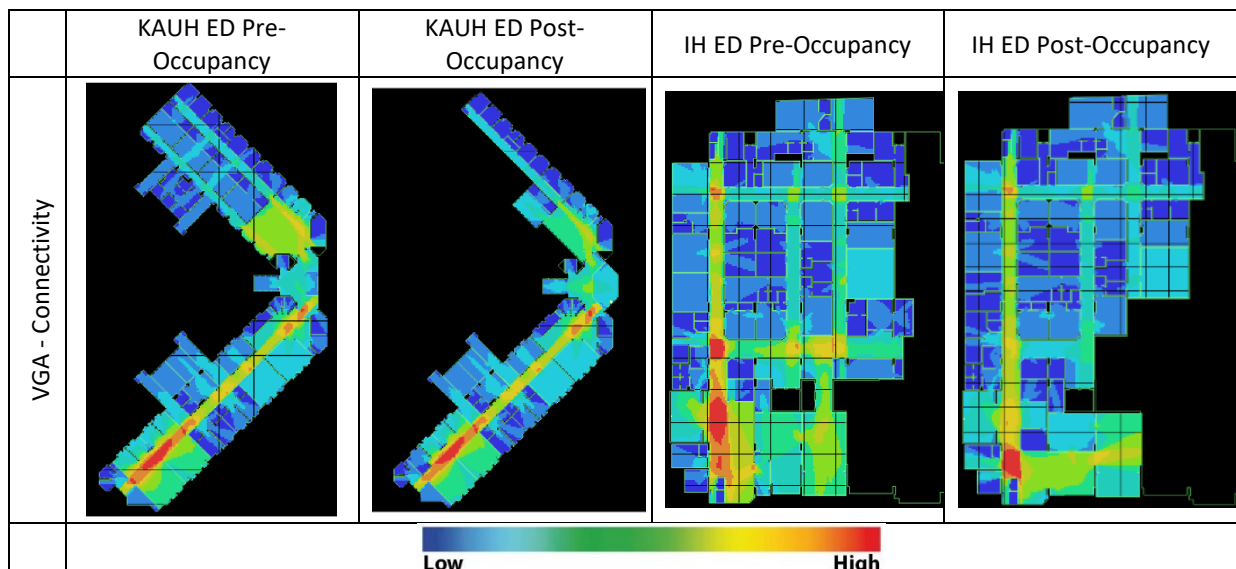 KAUH ED Pre-
Occupancy
KAUH ED Post-
Occupancy
IH ED Pre-Occupancy
IH ED Post-Occupancy
VGA - Connectivity
Low
High